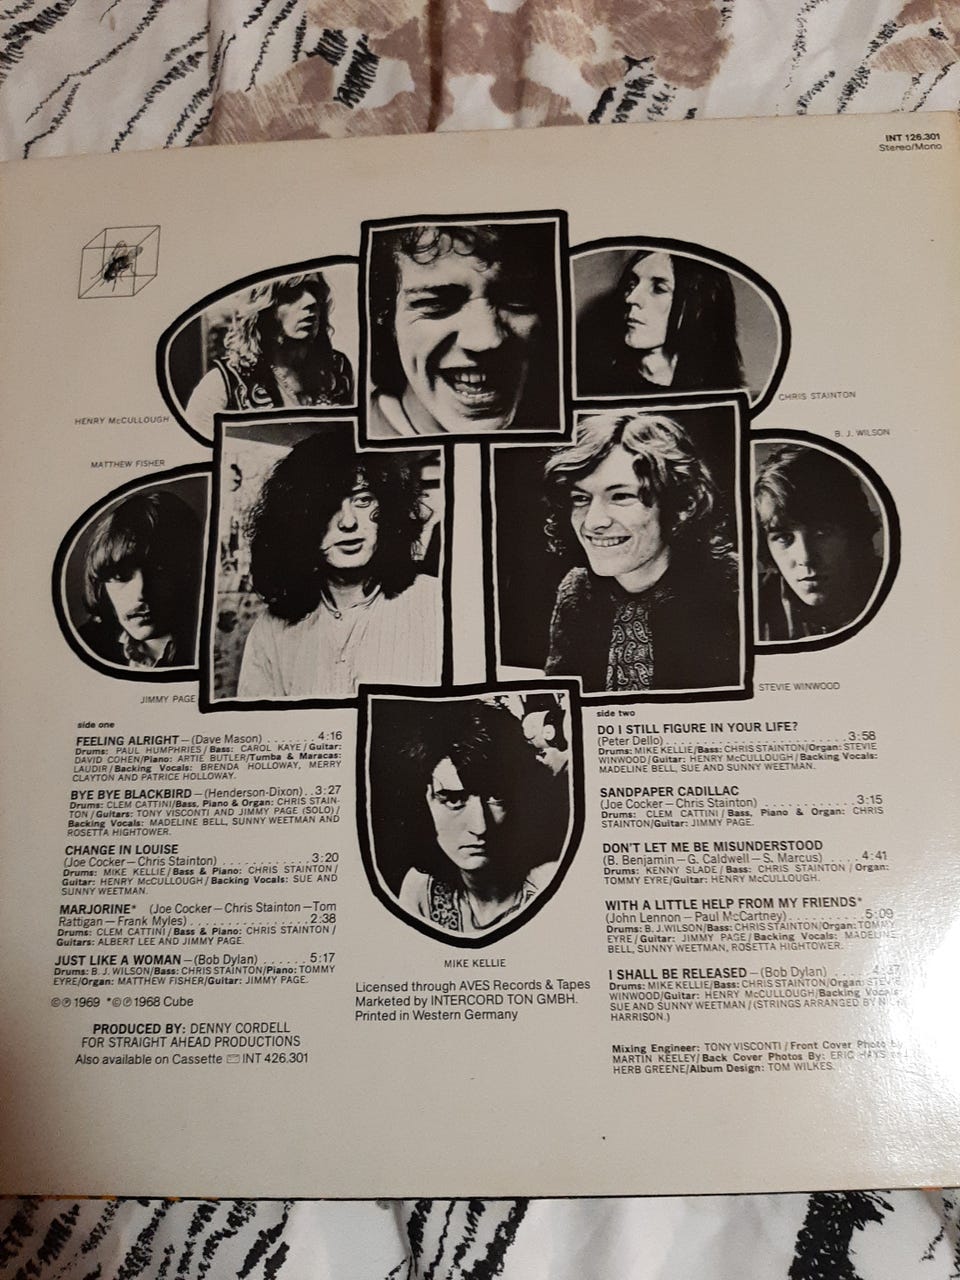 INT 126.301
Stereo/Mono
HENRY McCULLOUGH
CHRIS STAINTON
B. J. WILSON
MATTHEW FISHER
JIMMY PAGE
STEVIE WINWOOD
MIKE KELLIE
side one
FEELING ALRIGHT – (Dave Mason) . . . . . . . 4:16
Drums: PAUL HUMPHRIES / Bass: CAROL KAYE / Guitar:
DAVID COHEN/Piano: ARTIE BUTLER/Tumba & Maracas:
LAUDIR / Backing Vocals: BRENDA HOLLOWAY, MERRY
CLAYTON AND PATRICE HOLLOWAY.
BYE BYE BLACKBIRD – (Henderson-Dixon) . . 3:27
Drums: CLEM CATTINI/Bass, Piano & Organ: CHRIS STAIN-
TON / Guitars: TONY VISCONTI AND JIMMY PAGE (SOLO) /
Backing Vocals: MADELINE BELL, SUNNY WEETMAN AND
ROSETTA HIGHTOWER.
CHANGE IN LOUISE
(Joe Cocker – Chris Stainton) . . . . . . . . . . . 3:20
Drums: MIKE KELLIE / Bass & Piano: CHRIS STAINTON /
Guitar: HENRY McCULLOUGH / Backing Vocals: SUE AND
SUNNY WEETMAN.
MARJORINE* (Joe Cocker – Chris Stainton – Tom
Rattigan – Frank Myles) . . . . . . . . . . . . . . . 2:38
Drums: CLEM CATTINI / Bass & Piano: CHRIS STAINTON /
Guitars: ALBERT LEE AND JIMMY PAGE.
JUST LIKE A WOMAN – (Bob Dylan) . . . . . . 5:17
Drums: B. J. WILSON/Bass: CHRIS STAINTON/Piano: TOMMY
EYRE/Organ: MATTHEW FISHER/Guitar: JIMMY PAGE.
©℗ 1969 *©℗ 1968 Cube
PRODUCED BY: DENNY CORDELL
FOR STRAIGHT AHEAD PRODUCTIONS
Also available on Cassette INT 426.301
Licensed through AVES Records & Tapes
Marketed by INTERCORD TON GMBH.
Printed in Western Germany
side two
DO I STILL FIGURE IN YOUR LIFE?
(Peter Dello) . . . . . . . . . . . . . . . . . . . . . . 3:58
Drums: MIKE KELLIE/Bass: CHRIS STAINTON/Organ: STEVIE
WINWOOD / Guitar: HENRY McCULLOUGH / Backing Vocals:
MADELINE BELL, SUE AND SUNNY WEETMAN.
SANDPAPER CADILLAC
(Joe Cocker – Chris Stainton) . . . . . . . . . . . 3:15
Drums: CLEM CATTINI / Bass, Piano & Organ: CHRIS
STAINTON/Guitar: JIMMY PAGE.
DON'T LET ME BE MISUNDERSTOOD
(B. Benjamin – G. Caldwell – S. Marcus) . . . . 4:41
Drums: KENNY SLADE / Bass: CHRIS STAINTON / Organ:
TOMMY EYRE/Guitar: HENRY McCULLOUGH.
WITH A LITTLE HELP FROM MY FRIENDS*
(John Lennon – Paul McCartney) . . . . . . . . . 5:09
Drums: B. J. WILSON/Bass: CHRIS STAINTON/Organ: TOMMY
EYRE / Guitar: JIMMY PAGE / Backing Vocals: MADELINE
BELL, SUNNY WEETMAN, ROSETTA HIGHTOWER.
I SHALL BE RELEASED – (Bob Dylan) . . . . 4:37
Drums: MIKE KELLIE/Bass: CHRIS STAINTON/Organ: STEVIE
WINWOOD/Guitar: HENRY McCULLOUGH/Backing Vocals:
SUE AND SUNNY WEETMAN / (STRINGS ARRANGED BY
HARRISON.)
Mixing Engineer: TONY VISCONTI / Front Cover Photo by
MARTIN KEELEY/Back Cover Photos By: ERIC HAYS
HERB GREENE/Album Design: TOM WILKES.